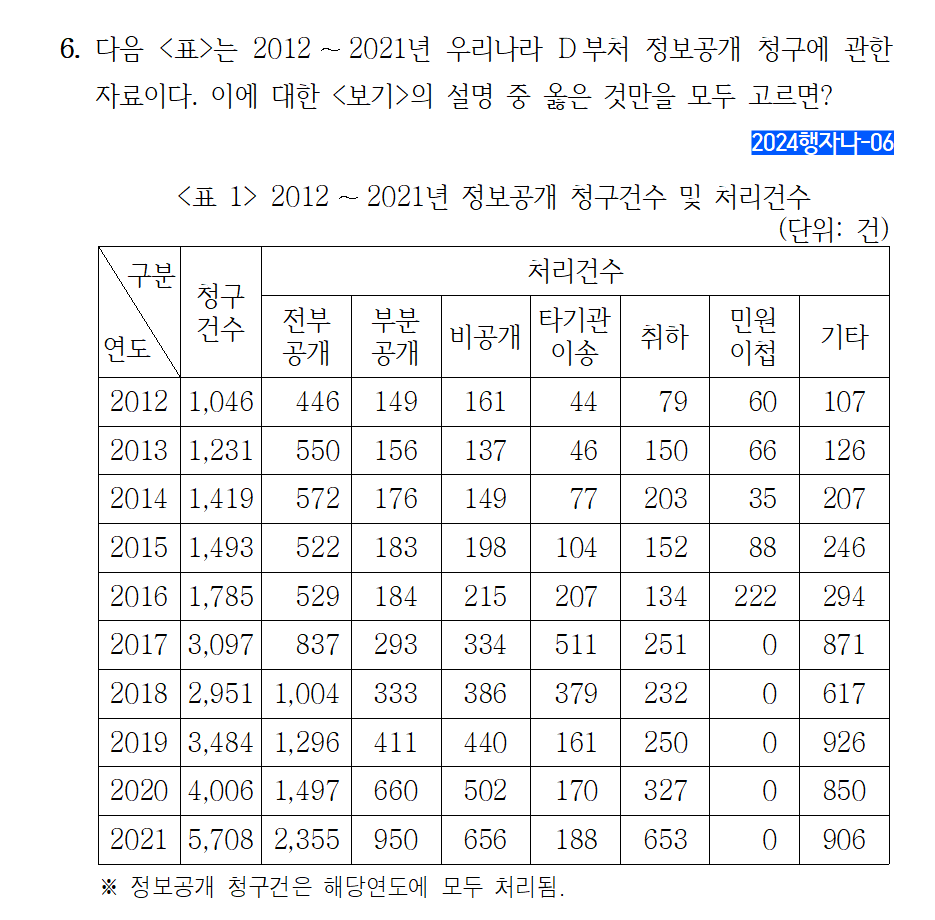 6. 다음 <표>는 2012 ~ 2021년 우리나라 D부처 정보공개 청구에 관한
자료이다. 이에 대한 <보기>의 설명 중 옳은 것만을 모두 고르면?
2024행자나-06
<표 1> 2012 ~ 2021년 정보공개 청구건수 및 처리건수
(단위: 건)
구분 연도 청구건수 처리건수
전부공개 부분공개 비공개 타기관이송 취하 민원이첩 기타
2012 1,046 446 149 161 44 79 60 107
2013 1,231 550 156 137 46 150 66 126
2014 1,419 572 176 149 77 203 35 207
2015 1,493 522 183 198 104 152 88 246
2016 1,785 529 184 215 207 134 222 294
2017 3,097 837 293 334 511 251 0 871
2018 2,951 1,004 333 386 379 232 0 617
2019 3,484 1,296 411 440 161 250 0 926
2020 4,006 1,497 660 502 170 327 0 850
2021 5,708 2,355 950 656 188 653 0 906
※ 정보공개 청구건은 해당연도에 모두 처리됨.